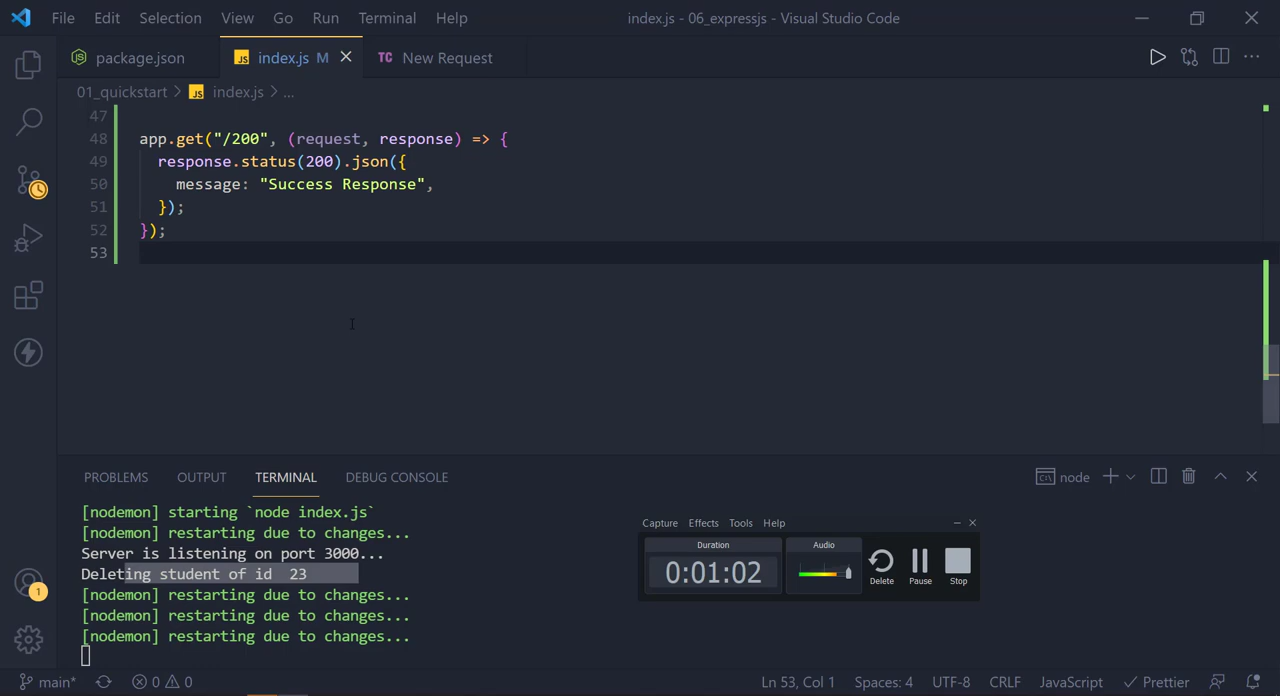 File Edit Selection View Go Run Terminal Help index.js - 06_expressjs - Visual Studio Code
package.json JS index.js M TC New Request
01_quickstart > JS index.js > ...
47
48 app.get("/200", (request, response) => {
49 response.status(200).json({
50 message: "Success Response",
51 });
52 });
53
PROBLEMS OUTPUT TERMINAL DEBUG CONSOLE node
[nodemon] starting `node index.js`
[nodemon] restarting due to changes...
Server is listening on port 3000...
Deleting student of id 23
[nodemon] restarting due to changes...
[nodemon] restarting due to changes...
[nodemon] restarting due to changes...
Capture Effects Tools Help
Duration Audio
0:01:02
Delete Pause Stop
1
main* 0 0 Ln 53, Col 1 Spaces: 4 UTF-8 CRLF JavaScript Prettier